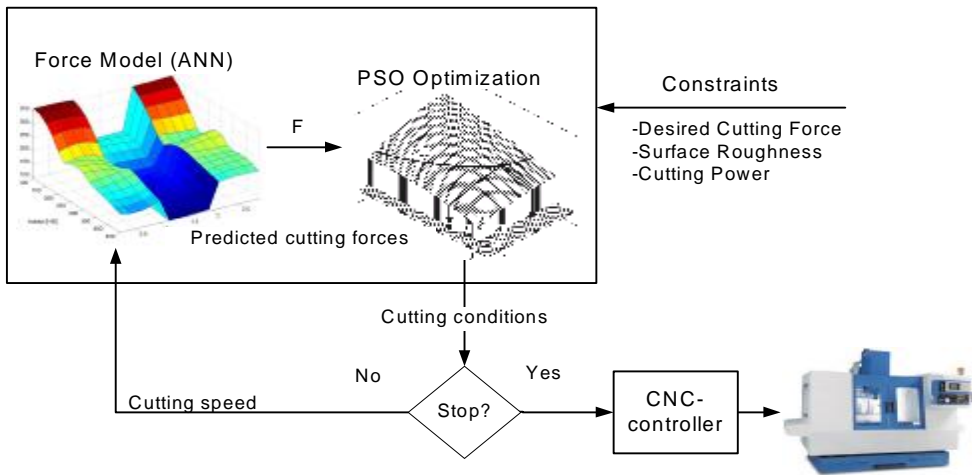 Force Model (ANN)
PSO Optimization
Constraints
F
-Desired Cutting Force
-Surface Roughness
-Cutting Power
Predicted cutting forces
Cutting conditions
No
Yes
Cutting speed
Stop?
CNC-
controller